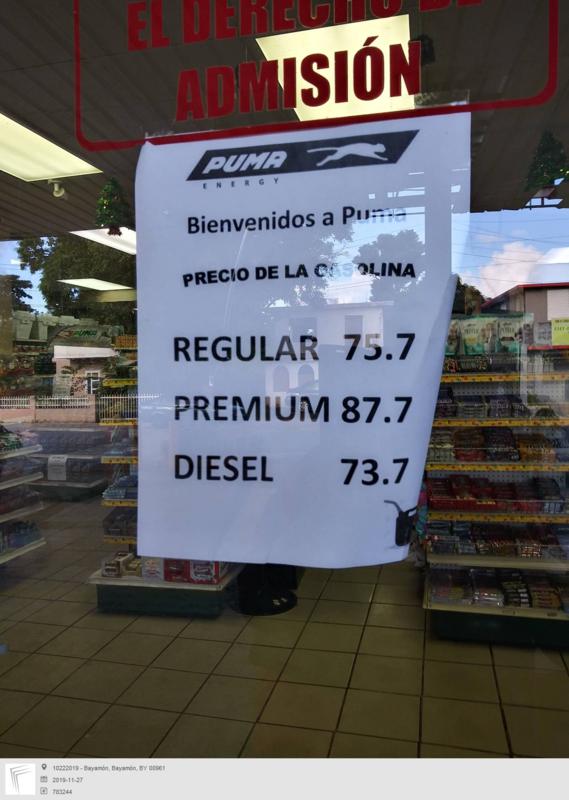 EL DERECHO DE
ADMISIÓN
PUMA
ENERGY
Bienvenidos a Puma
PRECIO DE LA GASOLINA
REGULAR 75.7
PREMIUM 87.7
DIESEL 73.7
PUMA
10222019 - Bayamón, Bayamón, BY 00961
2019-11-27
783244